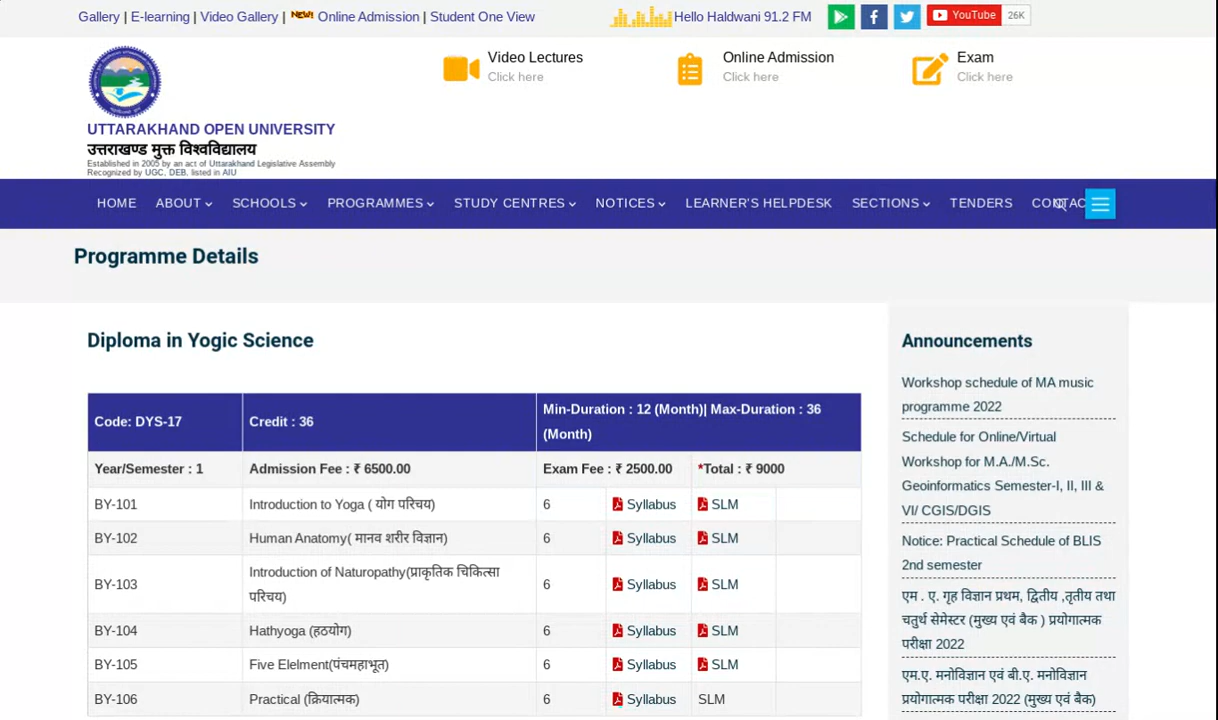 Gallery | E-learning | Video Gallery | NEW! Online Admission | Student One View
Hello Haldwani 91.2 FM
YouTube 26K
Video Lectures
Click here
Online Admission
Click here
Exam
Click here
UTTARAKHAND OPEN UNIVERSITY
उत्तराखण्ड मुक्त विश्वविद्यालय
Established in 2005 by an act of Uttarakhand Legislative Assembly
Recognized by UGC. DEB. listed in AIU
HOME ABOUT SCHOOLS PROGRAMMES STUDY CENTRES NOTICES LEARNER'S HELPDESK SECTIONS TENDERS CONTAC
Programme Details
Diploma in Yogic Science
Code: DYS-17 Credit : 36 Min-Duration : 12 (Month)| Max-Duration : 36
(Month)
Year/Semester : 1 Admission Fee : ₹ 6500.00 Exam Fee : ₹ 2500.00 *Total : ₹ 9000
BY-101 Introduction to Yoga ( योग परिचय) 6 Syllabus SLM
BY-102 Human Anatomy( मानव शरीर विज्ञान) 6 Syllabus SLM
BY-103 Introduction of Naturopathy(प्राकृतिक चिकित्सा
परिचय) 6 Syllabus SLM
BY-104 Hathyoga (हठयोग) 6 Syllabus SLM
BY-105 Five Elelment(पंचमहाभूत) 6 Syllabus SLM
BY-106 Practical (क्रियात्मक) 6 Syllabus SLM
Announcements
Workshop schedule of MA music
programme 2022
Schedule for Online/Virtual
Workshop for M.A./M.Sc.
Geoinformatics Semester-I, II, III &
VI/ CGIS/DGIS
Notice: Practical Schedule of BLIS
2nd semester
एम . ए. गृह विज्ञान प्रथम, द्वितीय ,तृतीय तथा
चतुर्थ सेमेस्टर (मुख्य एवं बैक ) प्रयोगात्मक
परीक्षा 2022
एम.ए. मनोविज्ञान एवं बी.ए. मनोविज्ञान
प्रयोगात्मक परीक्षा 2022 (मुख्य एवं बैक)